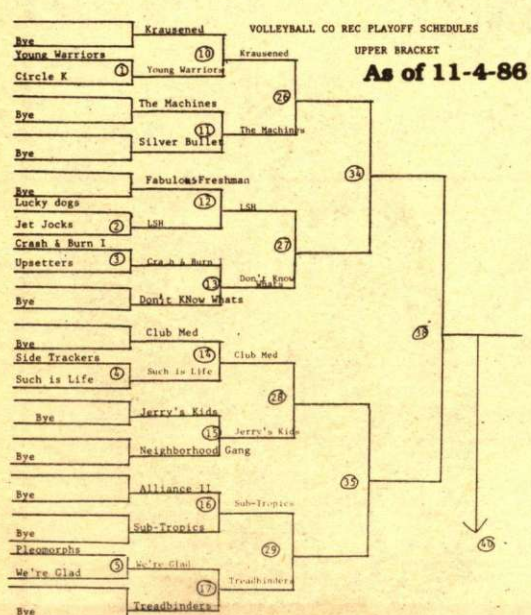 VOLLEYBALL CO REC PLAYOFF SCHEDULES
UPPER BRACKET
As of 11-4-86
Bye
Krausened
Young Warriors
Circle K
1
Young Warriors
10
Krausened
Bye
The Machines
Bye
Silver Bullet
11
The Machines
26
Bye
Fabulous Freshman
Lucky dogs
Jet Jocks
2
LSH
12
LSH
Crash & Burn I
Upsetters
3
Crash & Burn I
Bye
Don't KNow Whats
13
Don't Know
Whats
27
34
Bye
Club Med
Side Trackers
Such is Life
4
Such is Life
14
Club Med
Bye
Jerry's Kids
Bye
Neighborhood Gang
15
Jerry's Kids
28
Bye
Alliance II
Bye
Sub-Tropics
16
Sub-Tropics
Pleomorphs
We're Glad
5
We're Glad
Bye
Treadbinders
17
Treadbinders
29
35
38
40